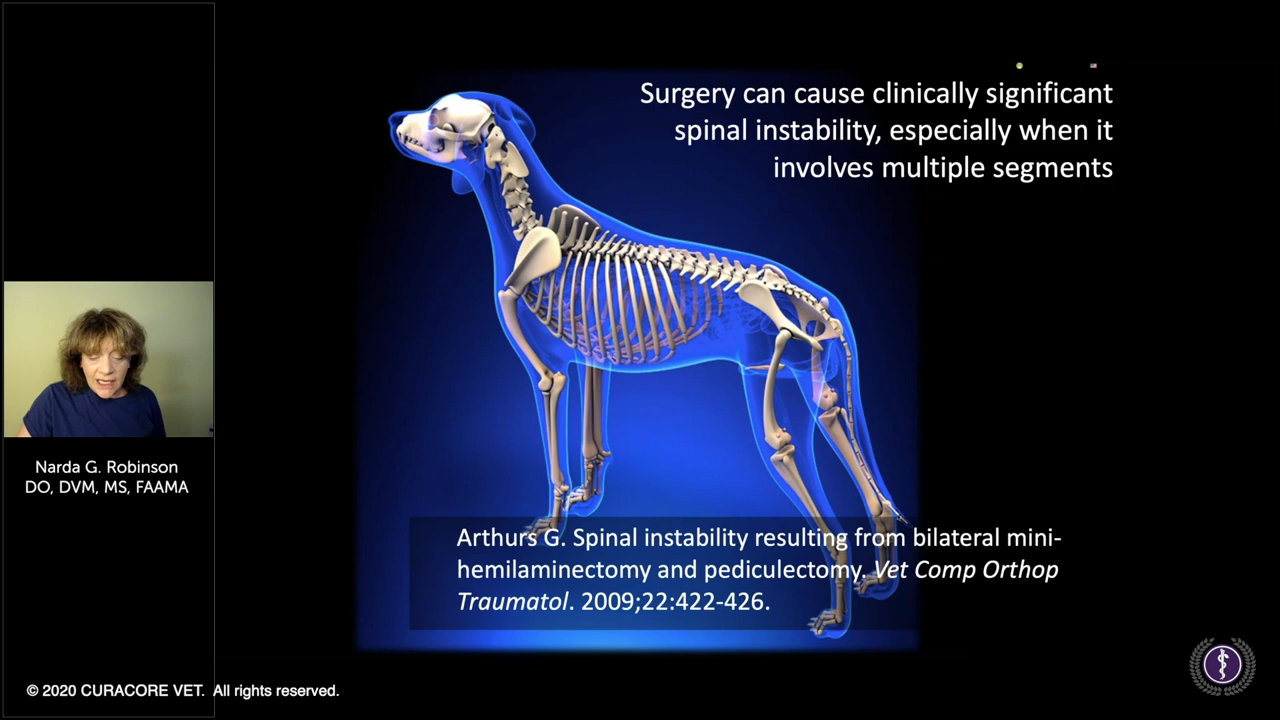 Surgery can cause clinically significant
spinal instability, especially when it
involves multiple segments
Narda G. Robinson
DO, DVM, MS, FAAMA
Arthurs G. Spinal instability resulting from bilateral mini-
hemilaminectomy and pediculectomy. Vet Comp Orthop
Traumatol. 2009;22:422-426.
© 2020 CURACORE VET. All rights reserved.